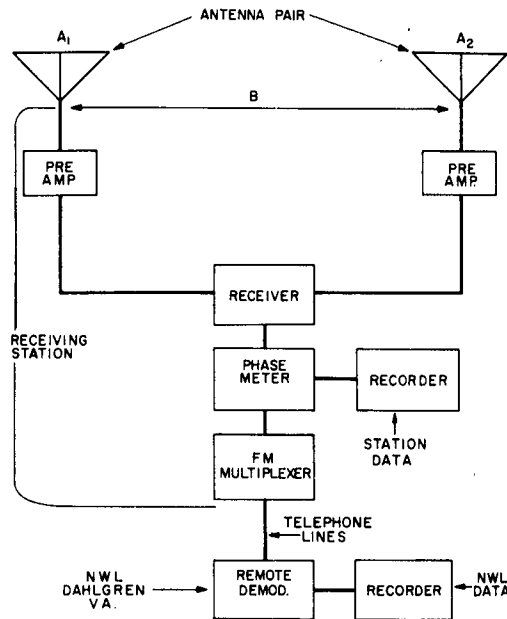 ANTENNA PAIR
A1
A2
B
PRE
AMP
PRE
AMP.
RECEIVER
RECEIVING
STATION
PHASE
METER
RECORDER
STATION
DATA
FM
MULTIPLEXER
TELEPHONE
LINES
NWL
DAHLGREN
VA.
REMOTE
DEMOD.
RECORDER
NWL
DATA